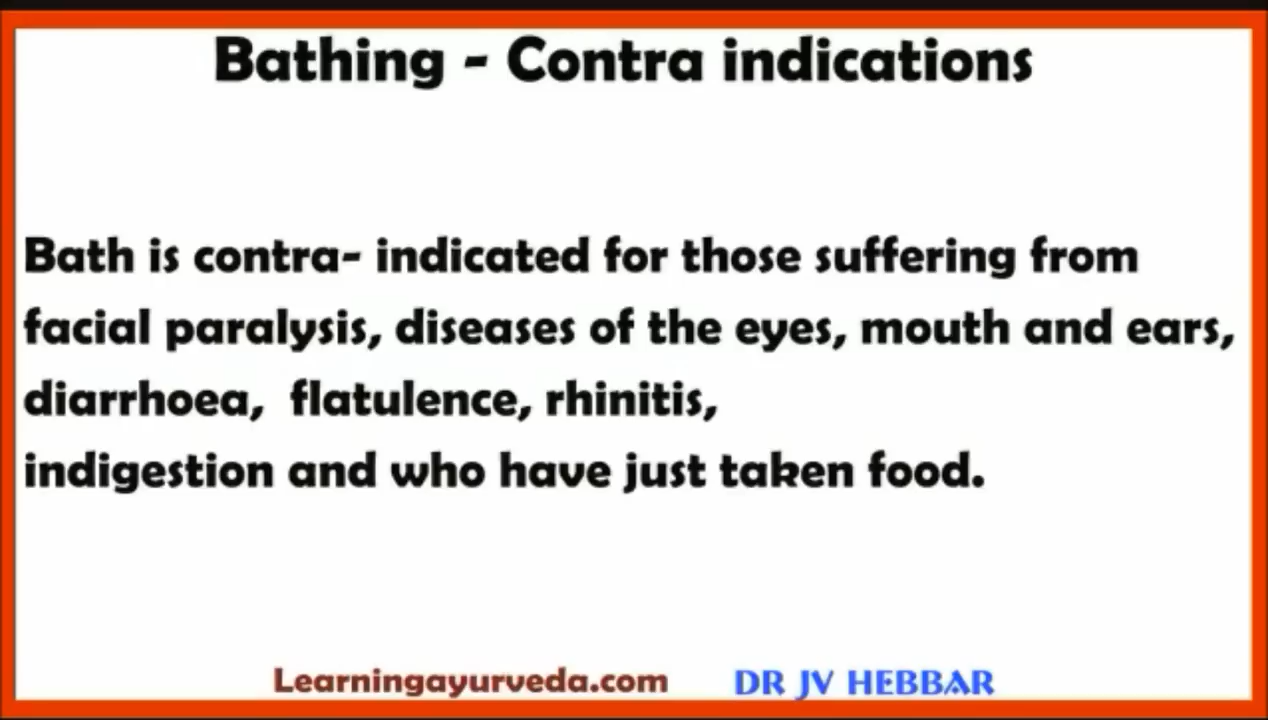 Bathing - Contra indications
Bath is contra- indicated for those suffering from
facial paralysis, diseases of the eyes, mouth and ears,
diarrhoea, flatulence, rhinitis,
indigestion and who have just taken food.
Learningayurveda.com DR JV HEBBAR